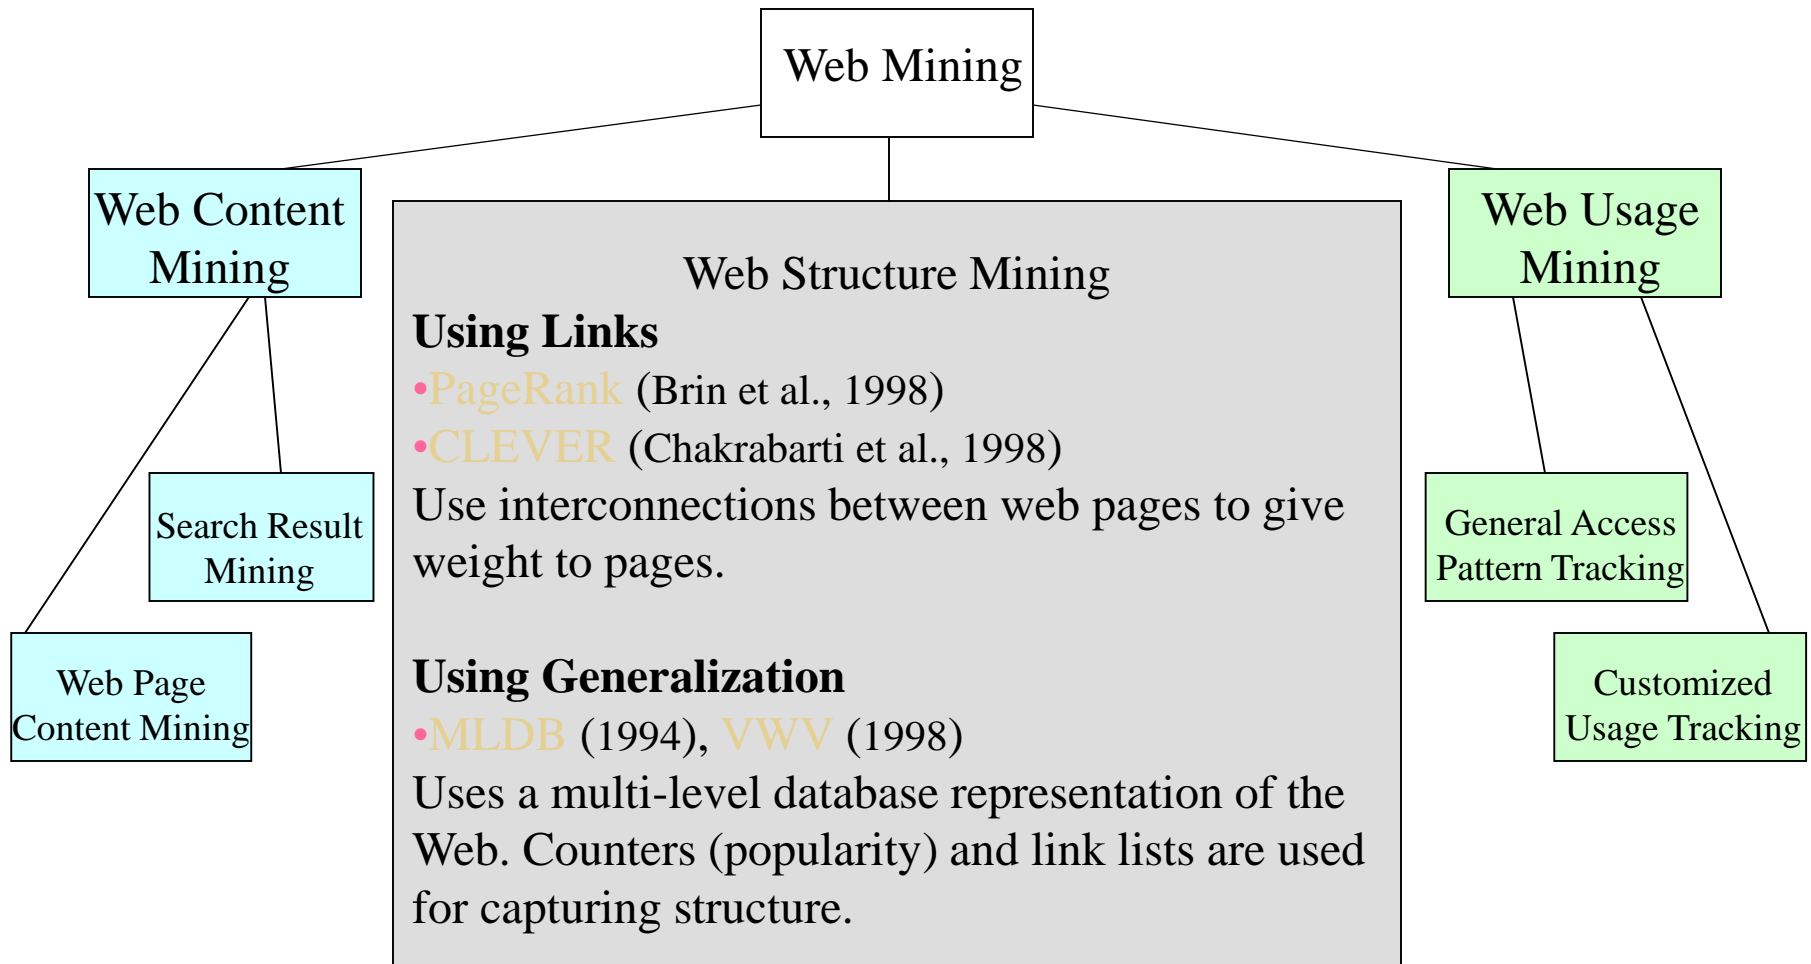 Web Mining
Web Content
Mining
Web Usage
Mining
Web Structure Mining
Using Links
•PageRank (Brin et al., 1998)
•CLEVER (Chakrabarti et al., 1998)
Use interconnections between web pages to give
weight to pages.
Using Generalization
•MLDB (1994), VWV (1998)
Uses a multi-level database representation of the
Web. Counters (popularity) and link lists are used
for capturing structure.
Search Result
Mining
Web Page
Content Mining
General Access
Pattern Tracking
Customized
Usage Tracking